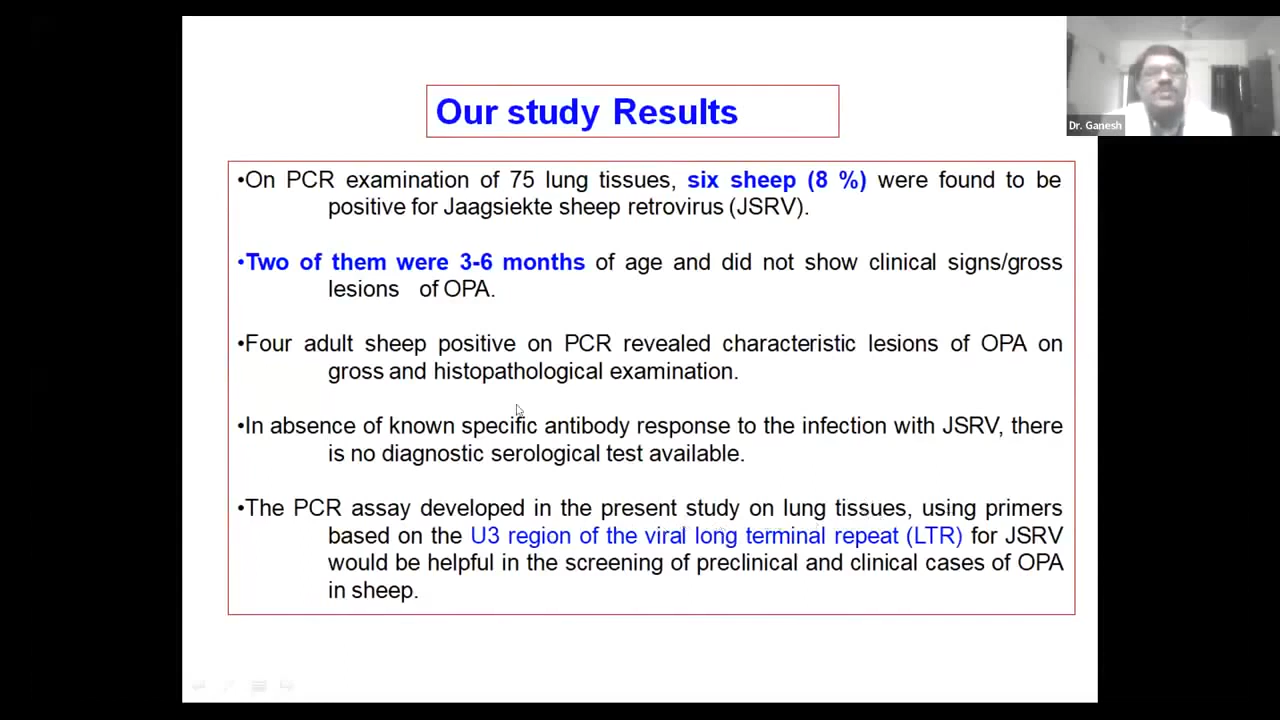 Our study Results
Dr. Ganesh
•On PCR examination of 75 lung tissues, six sheep (8 %) were found to be
positive for Jaagsiekte sheep retrovirus (JSRV).
•Two of them were 3-6 months of age and did not show clinical signs/gross
lesions of OPA.
•Four adult sheep positive on PCR revealed characteristic lesions of OPA on
gross and histopathological examination.
•In absence of known specific antibody response to the infection with JSRV, there
is no diagnostic serological test available.
•The PCR assay developed in the present study on lung tissues, using primers
based on the U3 region of the viral long terminal repeat (LTR) for JSRV
would be helpful in the screening of preclinical and clinical cases of OPA
in sheep.